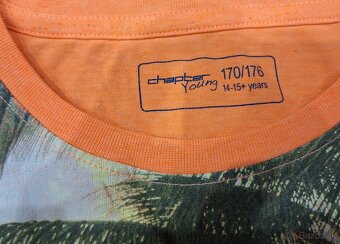 chapter
young
170/176
14-15+ years